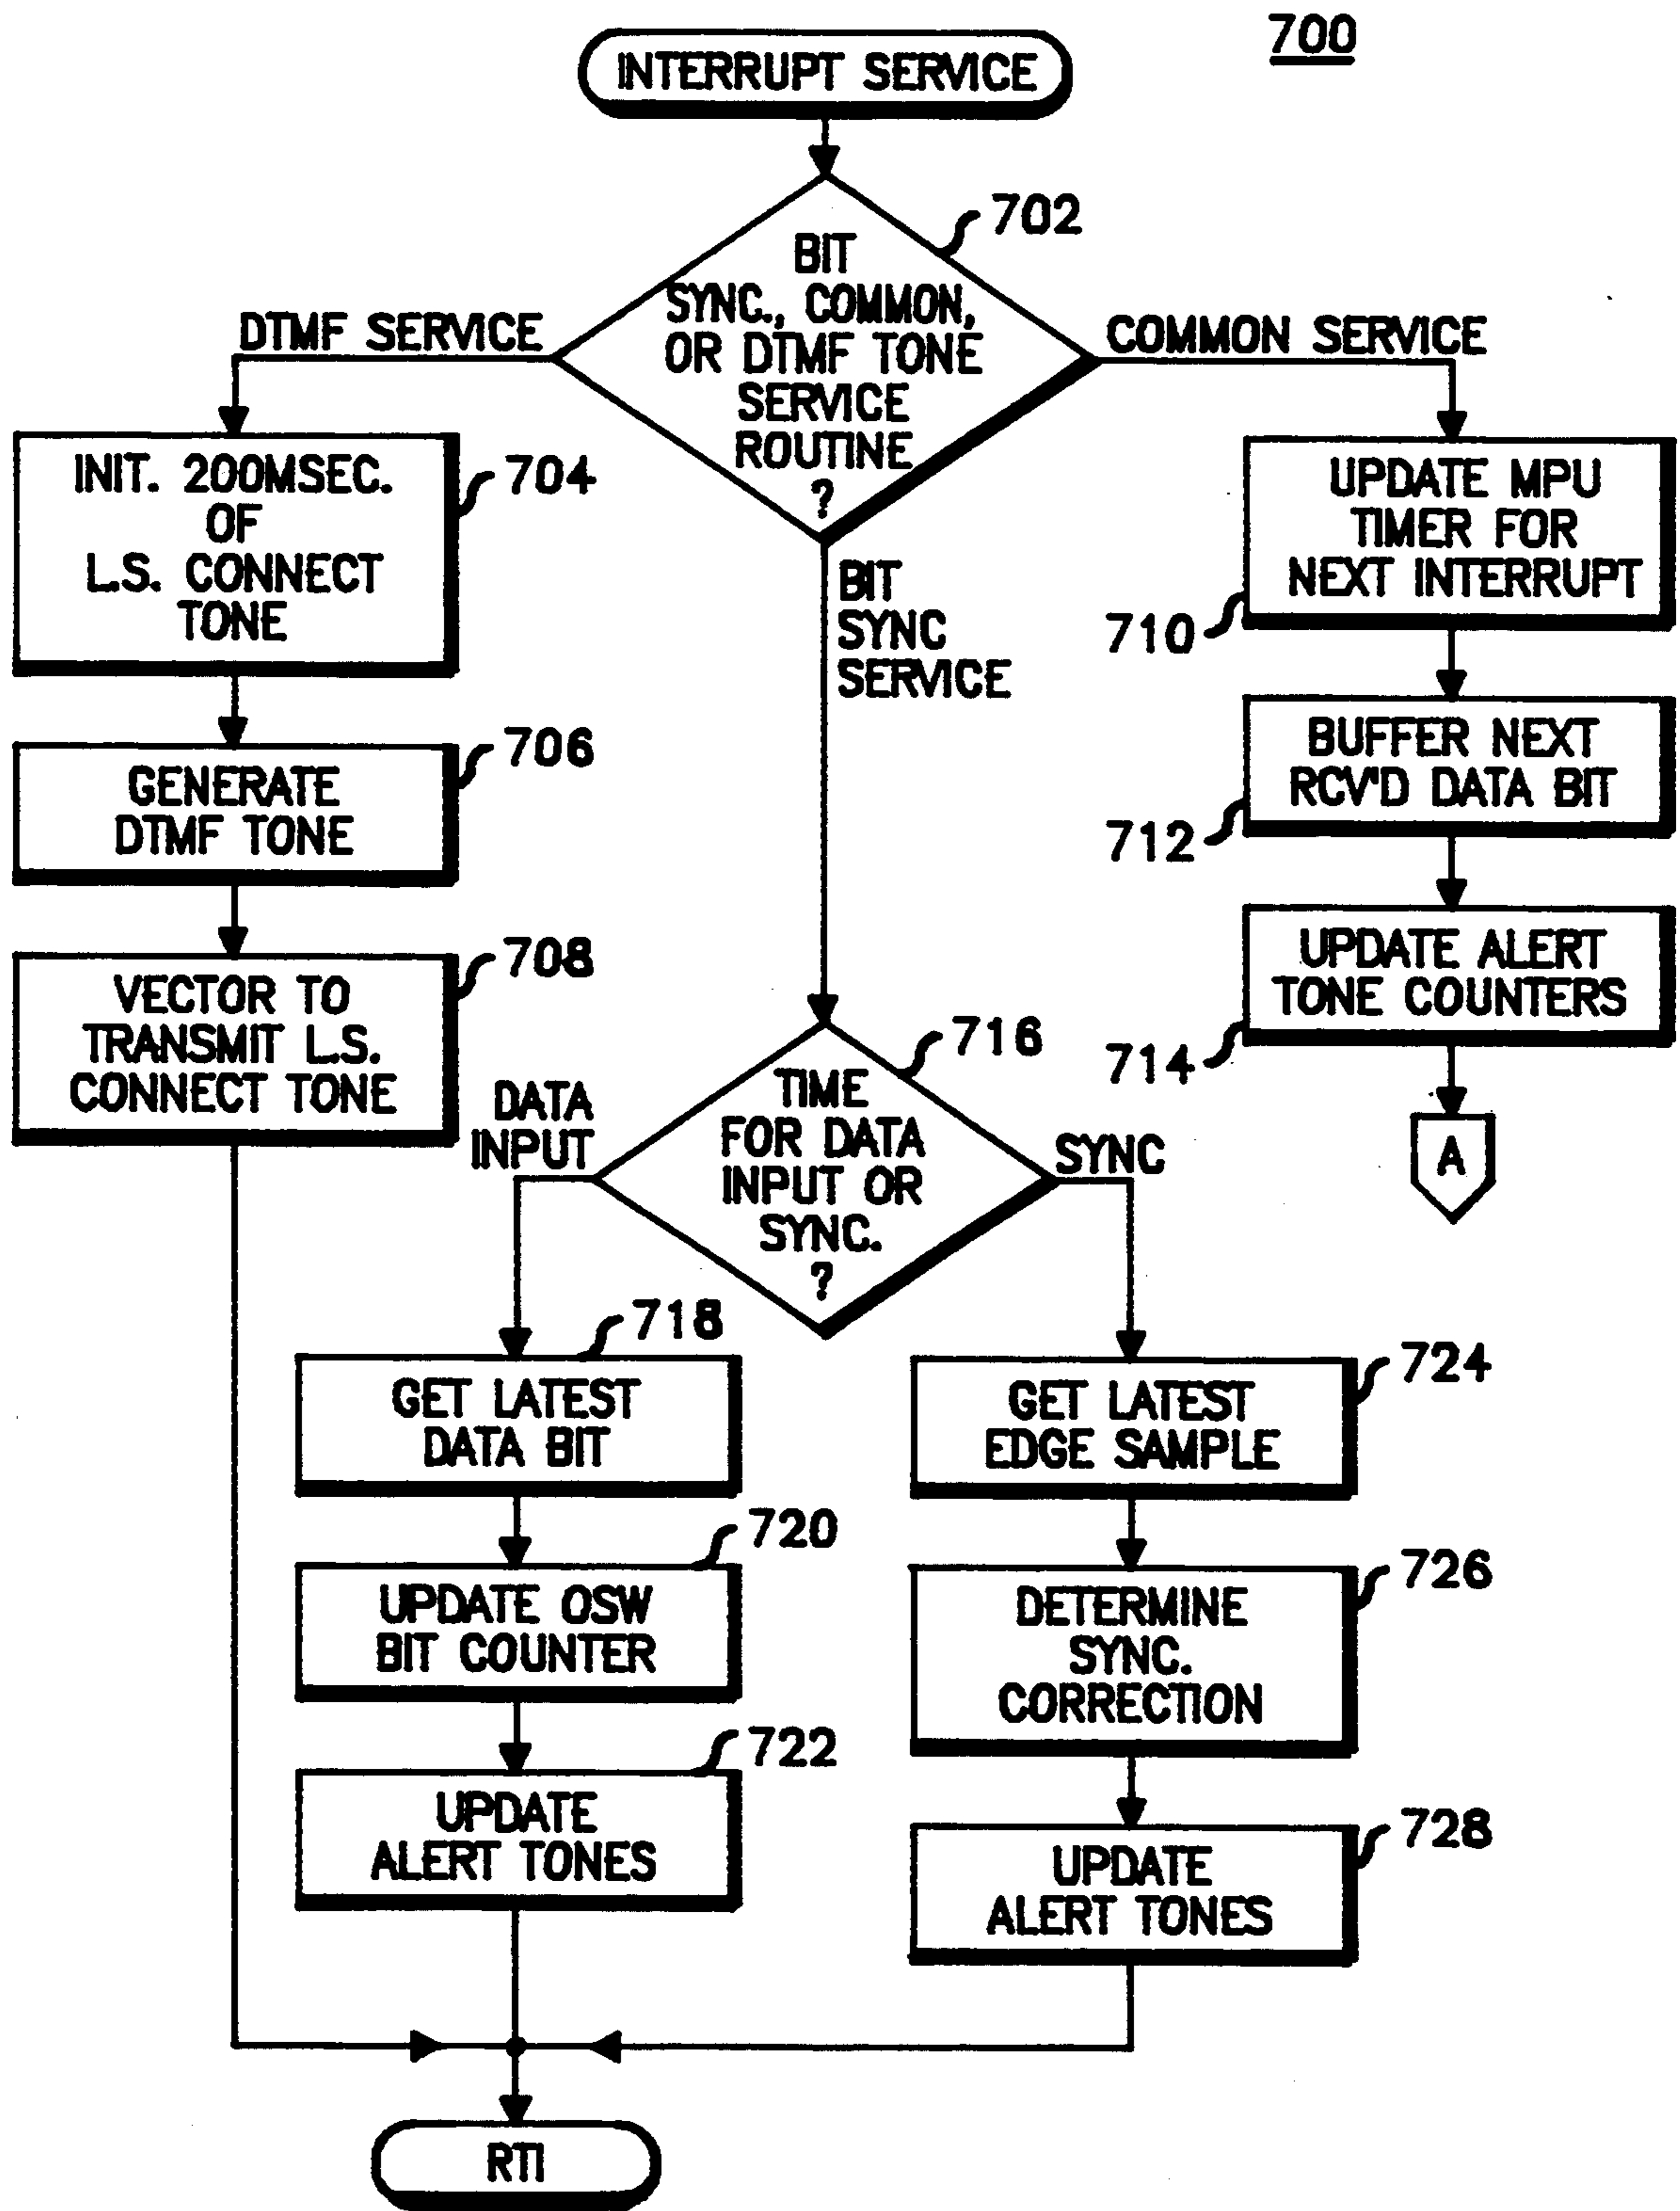 700
INTERRUPT SERVICE
702
BIT
SYNC., COMMON,
OR DTMF TONE
SERVICE
ROUTINE
?
DTMF SERVICE
COMMON SERVICE
BIT
SYNC
SERVICE
INIT. 200MSEC.
OF
L.S. CONNECT
TONE
704
GENERATE
DTMF TONE
706
VECTOR TO
TRANSMIT L.S.
CONNECT TONE
708
UPDATE MPU
TIMER FOR
NEXT INTERRUPT
710
BUFFER NEXT
RCV'D DATA BIT
712
UPDATE ALERT
TONE COUNTERS
714
A
716
TIME
FOR DATA
INPUT OR
SYNC.
?
DATA
INPUT
SYNC
718
GET LATEST
DATA BIT
720
UPDATE OSW
BIT COUNTER
722
UPDATE
ALERT TONES
724
GET LATEST
EDGE SAMPLE
726
DETERMINE
SYNC.
CORRECTION
728
UPDATE
ALERT TONES
RTI